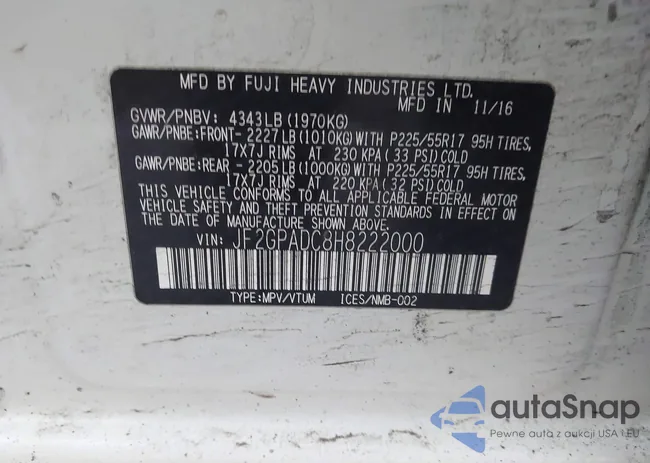 MFD BY FUJI HEAVY INDUSTRIES LTD.
MFD IN 11/16
GVWR/PNBV: 4343LB (1970KG)
GAWR/PNBE:FRONT- 2227LB (1010KG) WITH P225/55R17 95H TIRES,
17X7J RIMS AT 230 KPA (33 PSI) COLD
GAWR/PNBE:REAR - 2205LB (1000KG) WITH P225/55R17 95H TIRES,
17X7J RIMS AT 220 KPA (32 PSI) COLD
THIS VEHICLE CONFORMS TO ALL APPLICABLE FEDERAL MOTOR
VEHICLE SAFETY AND THEFT PREVENTION STANDARDS IN EFFECT ON
THE DATE OF MANUFACTURE SHOWN ABOVE.
VIN: JF2GPADC8H8222000
TYPE:MPV/VTUM ICES/NMB-002
autaSnap
Pewne auta z aukcji USA i EU